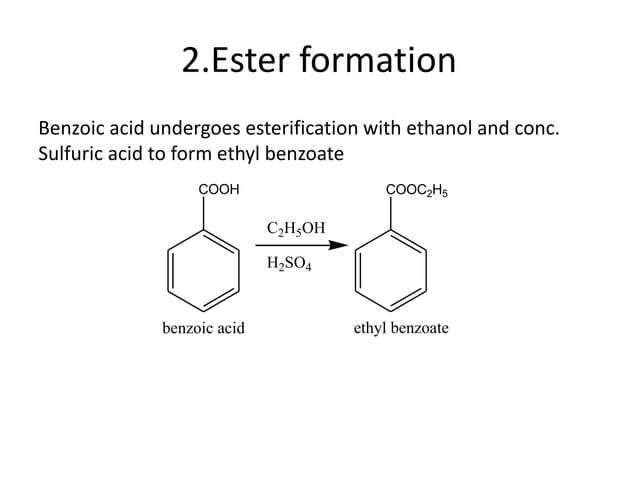 2.Ester formation
Benzoic acid undergoes esterification with ethanol and conc.
Sulfuric acid to form ethyl benzoate
COOH
COOC₂H₅
C₂H₅OH
H₂SO₄
benzoic acid
ethyl benzoate